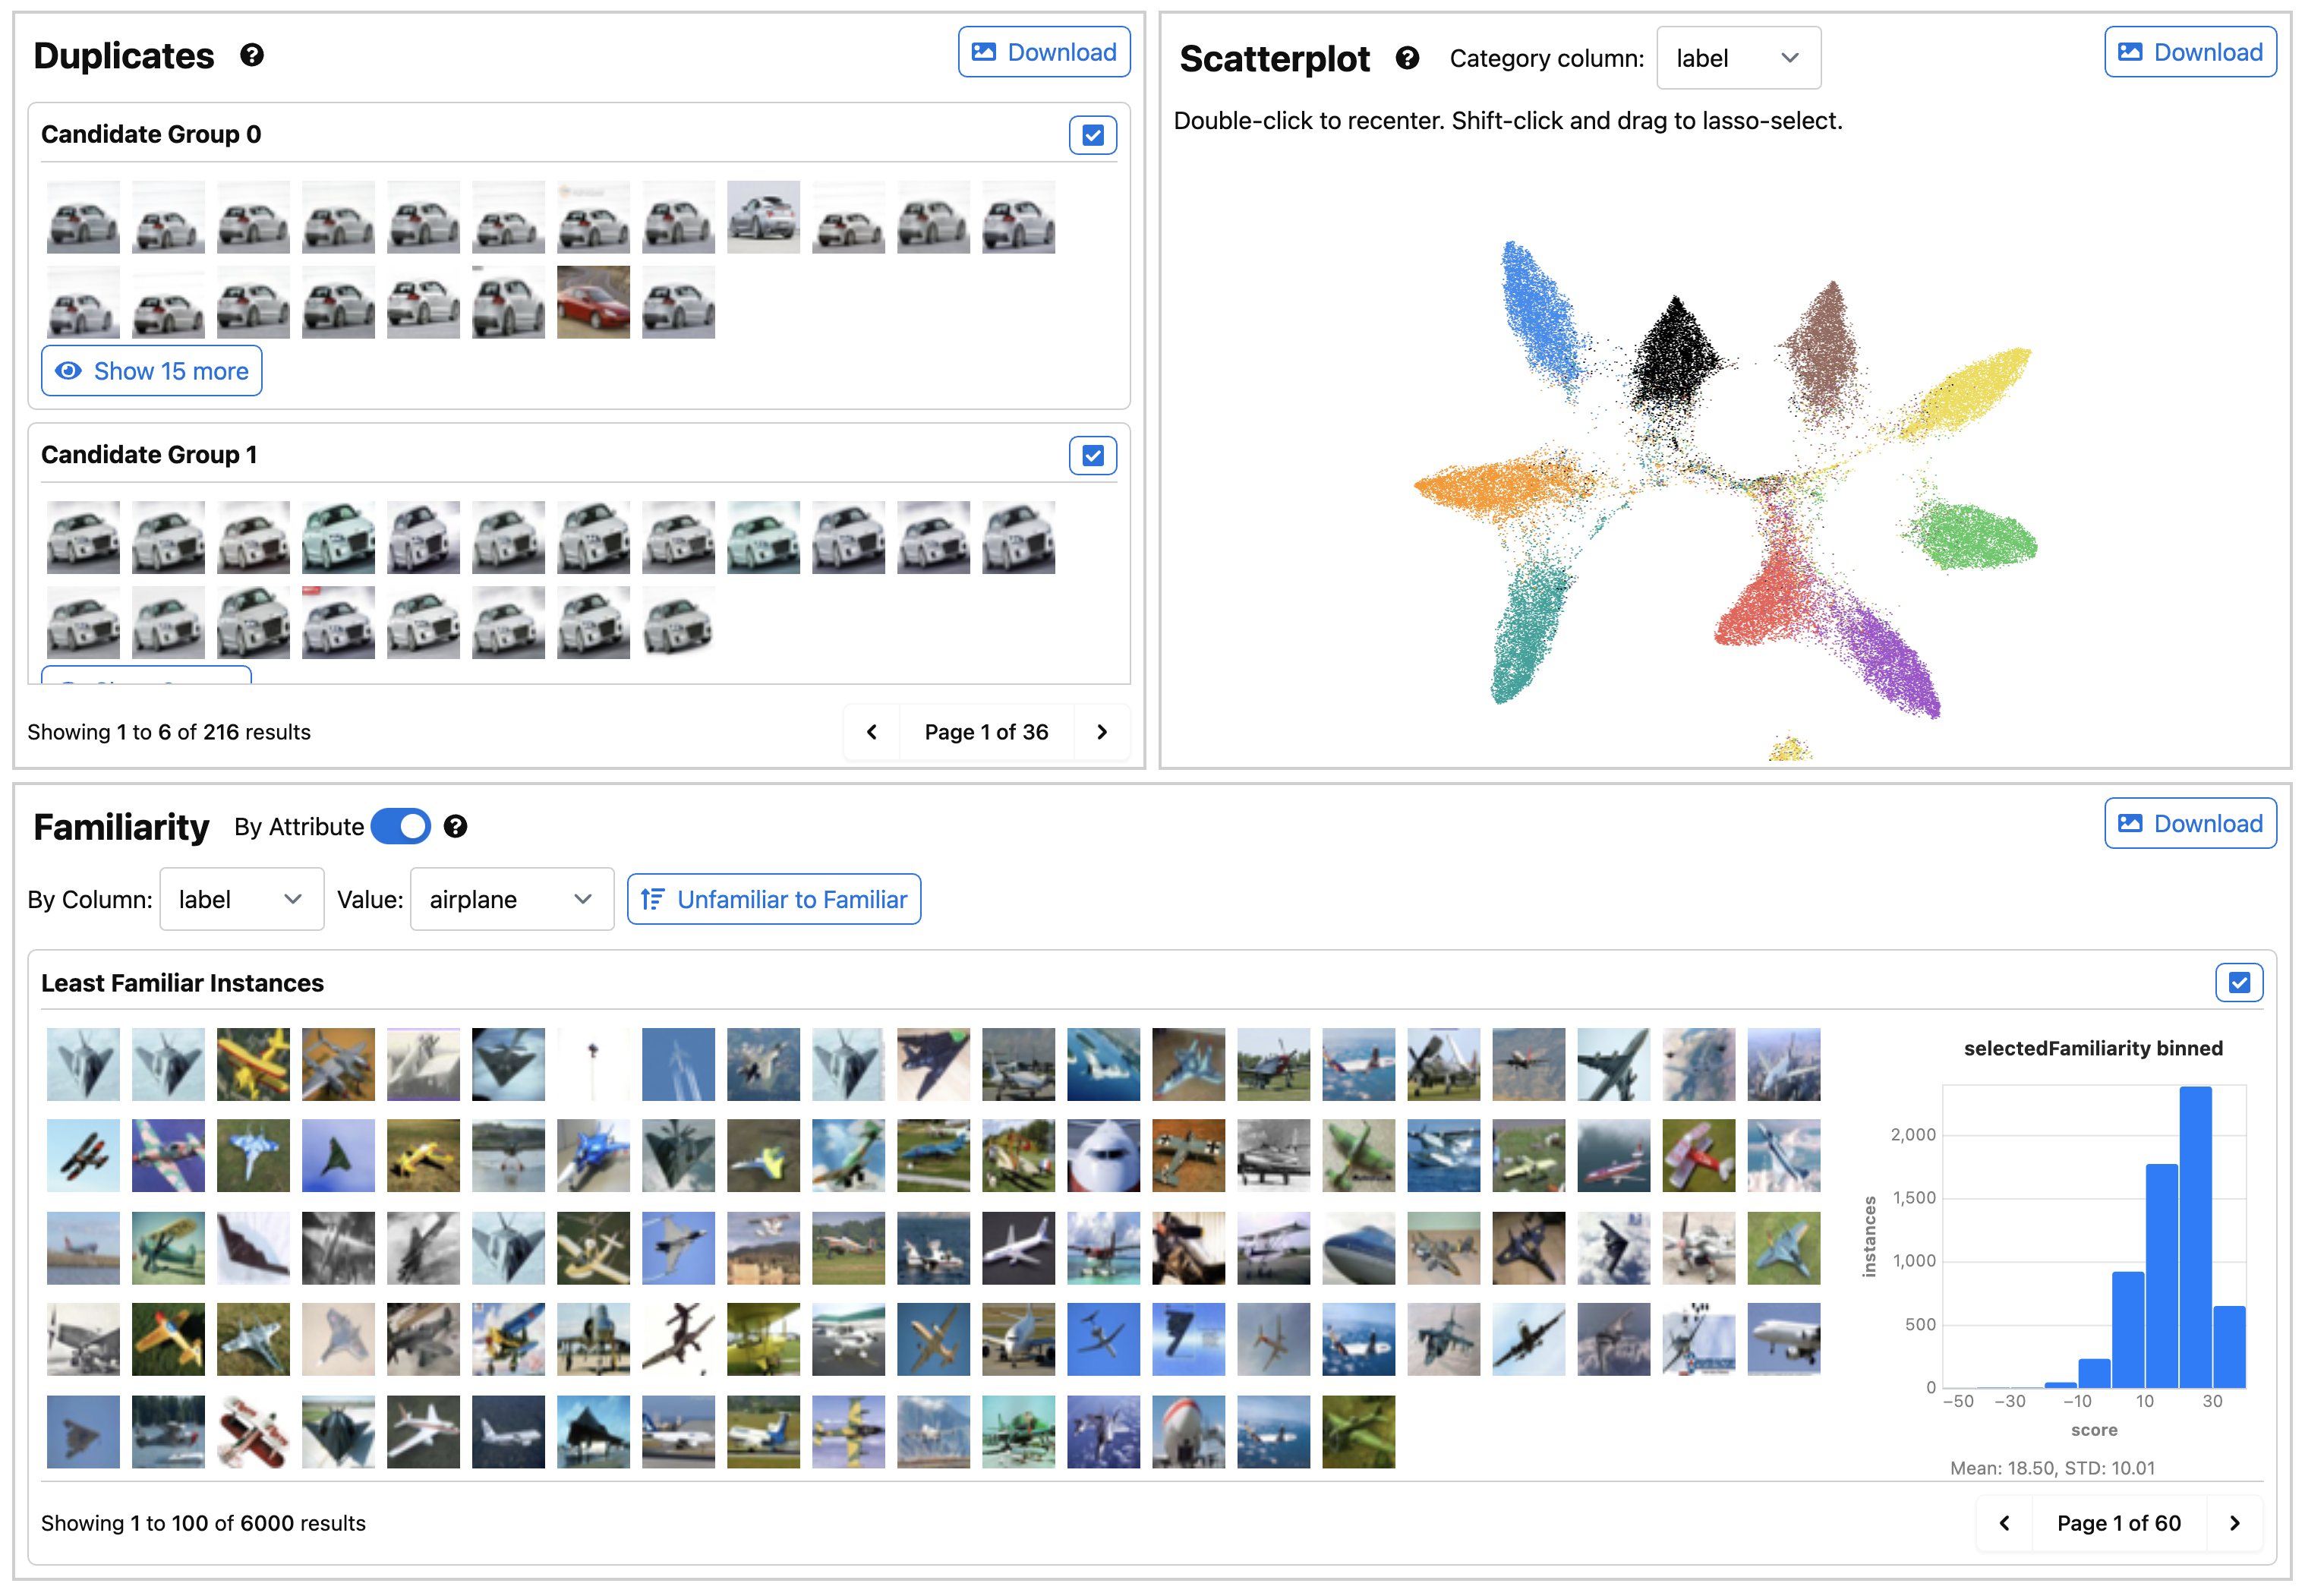 Duplicates
Download
Candidate Group 0
Show 15 more
Candidate Group 1
Showing 1 to 6 of 216 results
Page 1 of 36
Scatterplot
Category column:
label
Download
Double-click to recenter. Shift-click and drag to lasso-select.
Familiarity
By Attribute
Download
By Column:
label
Value:
airplane
Unfamiliar to Familiar
Least Familiar Instances
selectedFamiliarity binned
2,000
1,500
1,000
500
0
instances
−50 −30 −10 10 30
score
Mean: 18.50, STD: 10.01
Showing 1 to 100 of 6000 results
Page 1 of 60